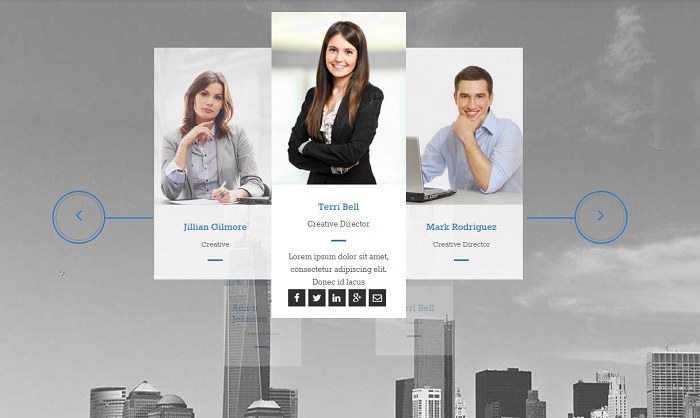 Jillian Gilmore
Creative
Terri Bell
Creative Director
Lorem ipsum dolor sit amet,
consectetur adipiscing elit.
Donec id lacus
Mark Rodriguez
Creative Director
Adam
Johnson
Terri Bell